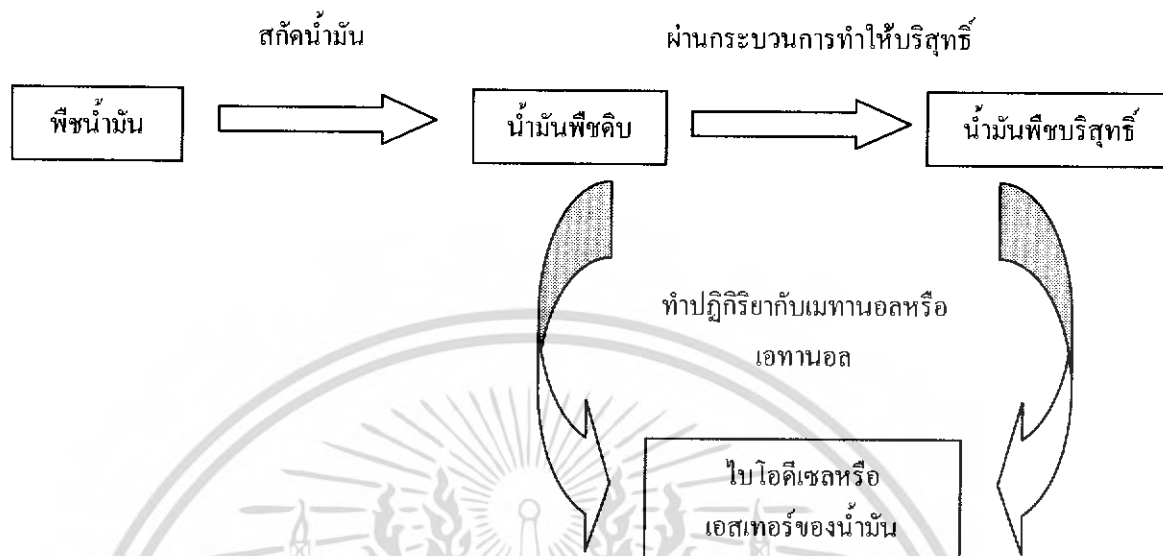 สกัดน้ำมัน
ผ่านกระบวนการทำให้บริสุทธิ์
พืชน้ำมัน
น้ำมันพืชดิบ
น้ำมันพืชบริสุทธิ์
ทำปฏิกิริยากับเมทานอลหรือ
เอทานอล
ไบโอดีเซลหรือ
เอสเทอร์ของน้ำมัน